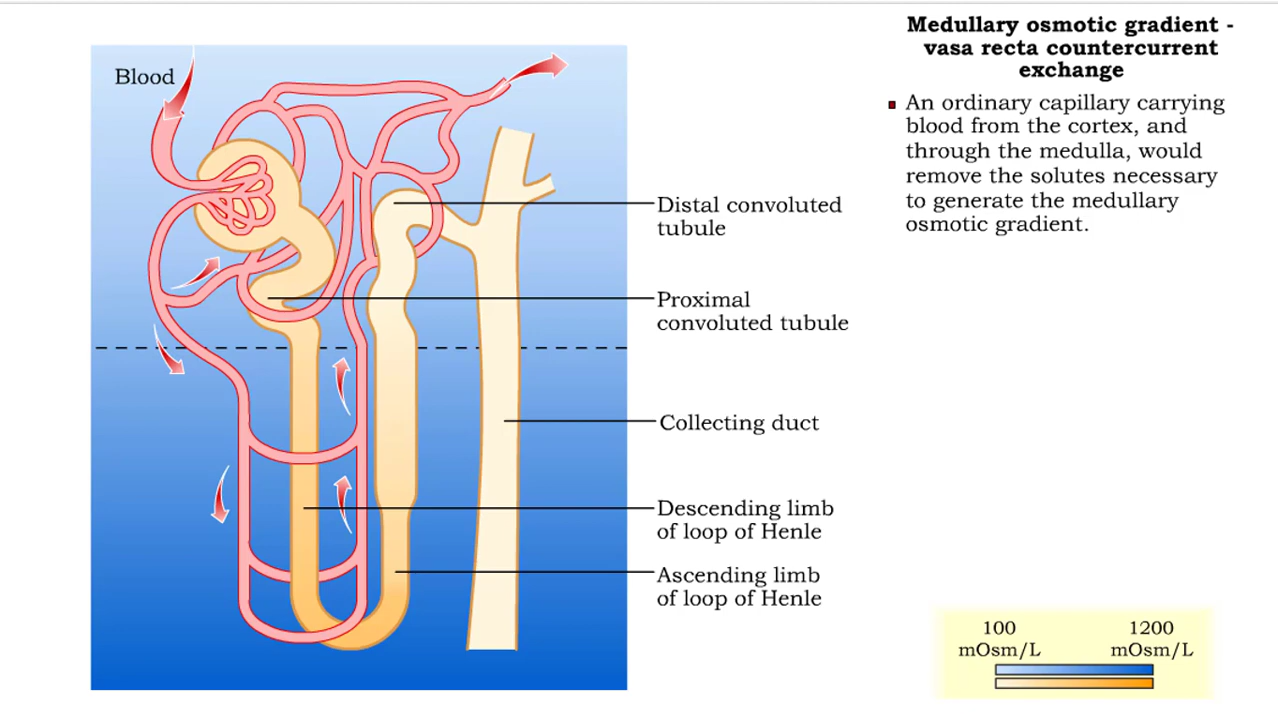 Medullary osmotic gradient -
vasa recta countercurrent
exchange
Blood
▪ An ordinary capillary carrying
blood from the cortex, and
through the medulla, would
remove the solutes necessary
to generate the medullary
osmotic gradient.
Distal convoluted
tubule
Proximal
convoluted tubule
Collecting duct
Descending limb
of loop of Henle
Ascending limb
of loop of Henle
100 1200
mOsm/L mOsm/L